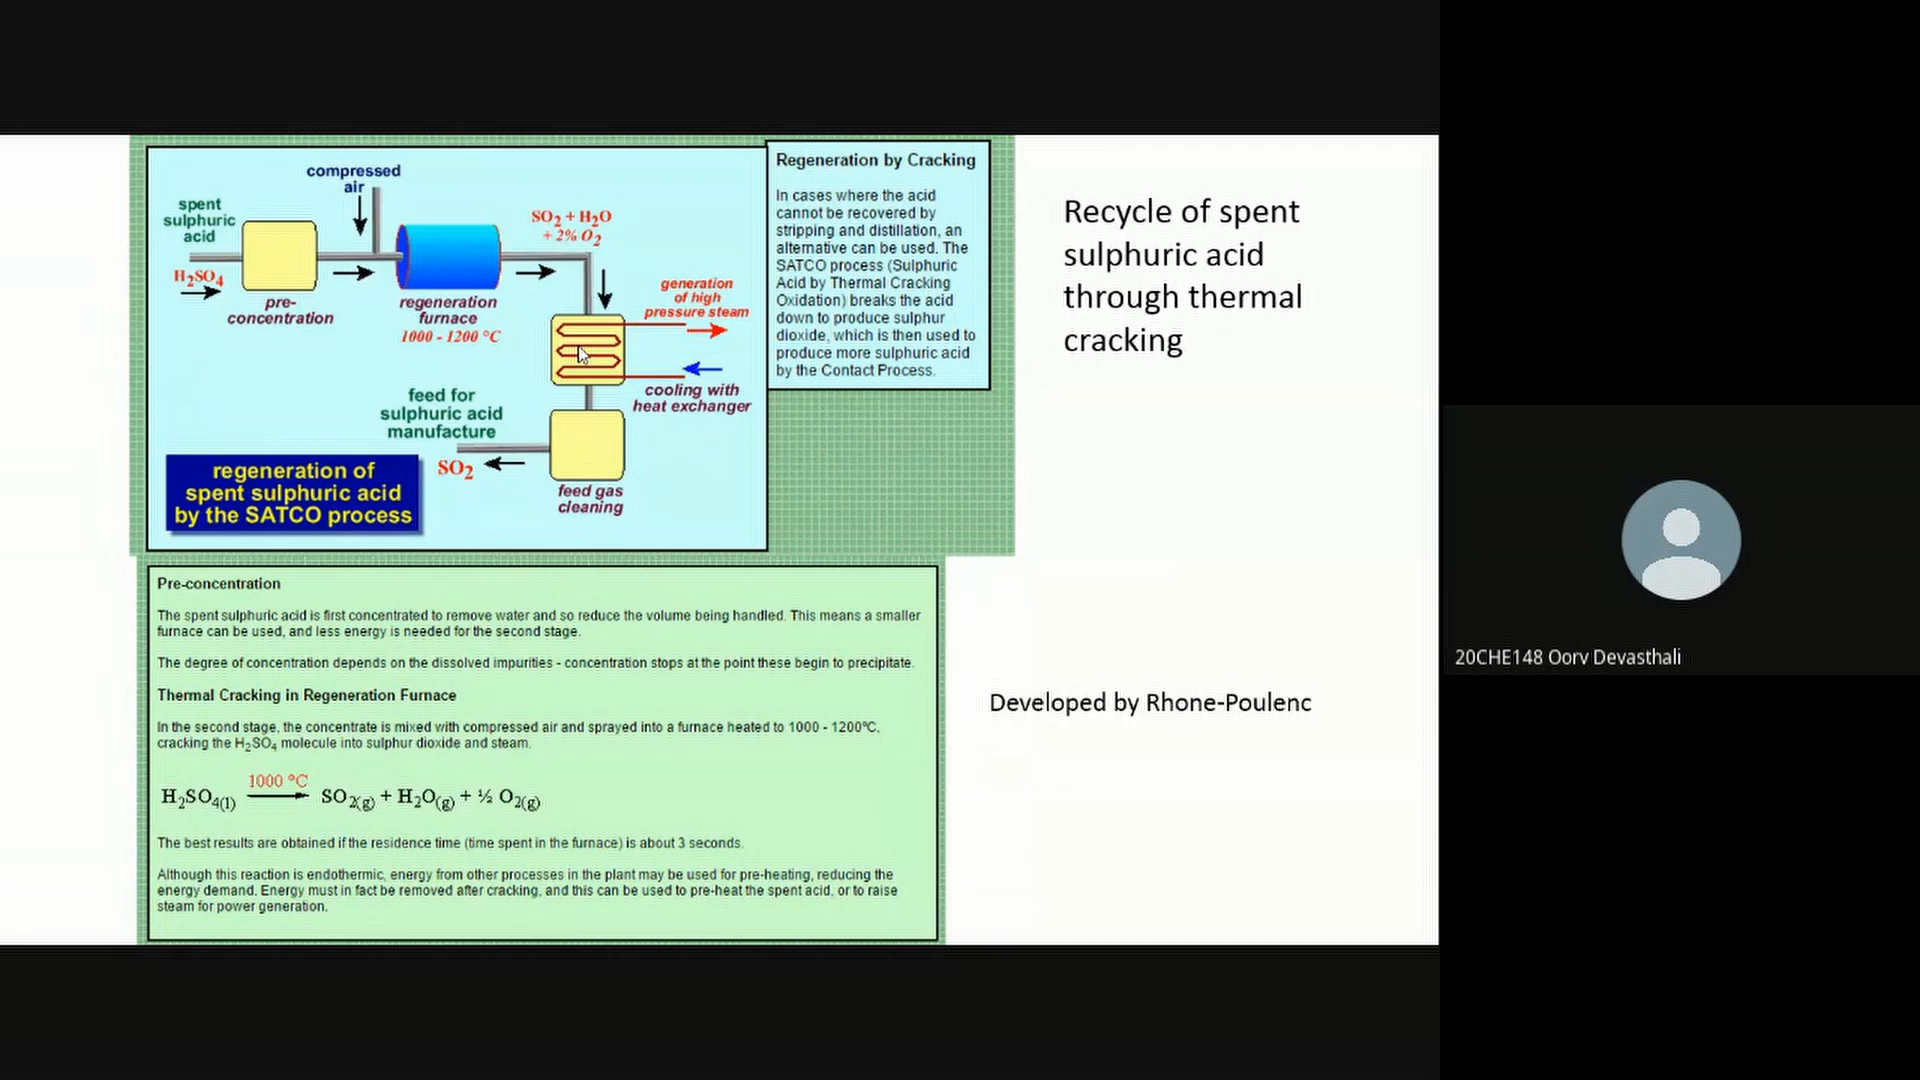 compressed
air
spent
sulphuric
acid
H₂SO₄
pre-
concentration
regeneration
furnace
1000 - 1200 °C
SO₂ + H₂O
+ 2% O₂
generation
of high
pressure steam
cooling with
heat exchanger
feed for
sulphuric acid
manufacture
SO₂
feed gas
cleaning
regeneration of
spent sulphuric acid
by the SATCO process
Regeneration by Cracking
In cases where the acid
cannot be recovered by
stripping and distillation, an
alternative can be used. The
SATCO process (Sulphuric
Acid by Thermal Cracking
Oxidation) breaks the acid
down to produce sulphur
dioxide, which is then used to
produce more sulphuric acid
by the Contact Process.
Recycle of spent
sulphuric acid
through thermal
cracking
Pre-concentration
The spent sulphuric acid is first concentrated to remove water and so reduce the volume being handled. This means a smaller
furnace can be used, and less energy is needed for the second stage.
The degree of concentration depends on the dissolved impurities - concentration stops at the point these begin to precipitate.
Thermal Cracking in Regeneration Furnace
In the second stage, the concentrate is mixed with compressed air and sprayed into a furnace heated to 1000 - 1200ºC,
cracking the H₂SO₄ molecule into sulphur dioxide and steam.
1000 °C
H₂SO₄(l) → SO₂(g) + H₂O(g) + ½ O₂(g)
The best results are obtained if the residence time (time spent in the furnace) is about 3 seconds.
Although this reaction is endothermic, energy from other processes in the plant may be used for pre-heating, reducing the
energy demand. Energy must in fact be removed after cracking, and this can be used to pre-heat the spent acid, or to raise
steam for power generation.
Developed by Rhone-Poulenc
20CHE148 Oorv Devasthali